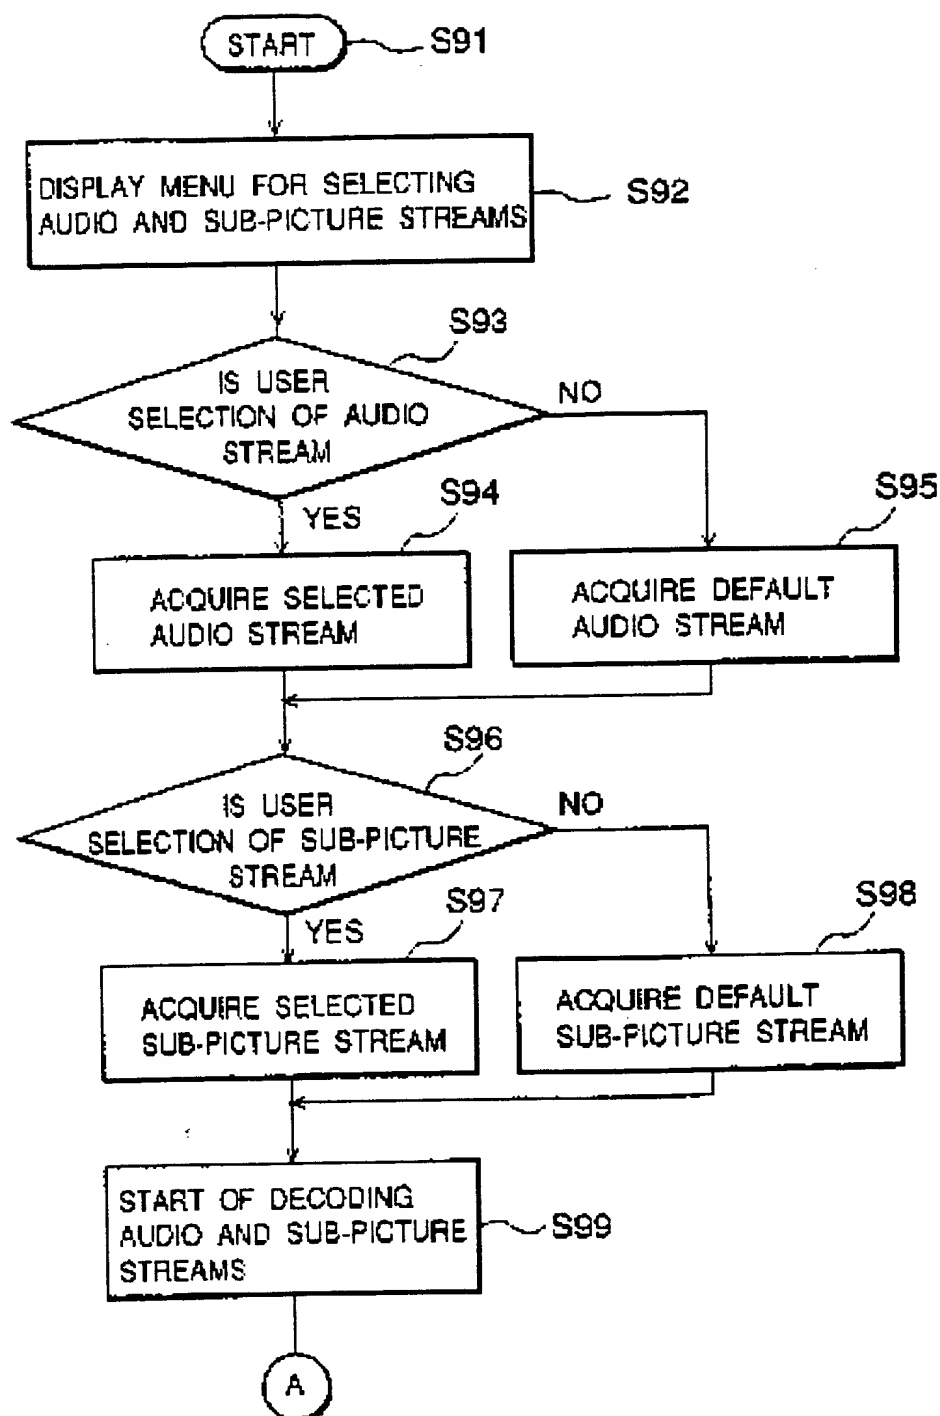 START
S91
DISPLAY MENU FOR SELECTING
AUDIO AND SUB-PICTURE STREAMS
S92
S93
IS USER
SELECTION OF AUDIO
STREAM
NO
YES
S94
S95
ACQUIRE SELECTED
AUDIO STREAM
ACQUIRE DEFAULT
AUDIO STREAM
S96
IS USER
SELECTION OF SUB-PICTURE
STREAM
NO
YES
S97
S98
ACQUIRE SELECTED
SUB-PICTURE STREAM
ACQUIRE DEFAULT
SUB-PICTURE STREAM
START OF DECODING
AUDIO AND SUB-PICTURE
STREAMS
S99
A